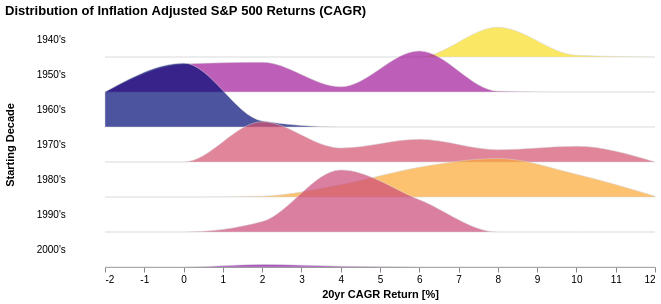 Distribution of Inflation Adjusted S&P 500 Returns (CAGR)
1940's
1950's
1960's
1970's
1980's
1990's
2000's
Starting Decade
-2 -1 0 1 2 3 4 5 6 7 8 9 10 11 12
20yr CAGR Return [%]